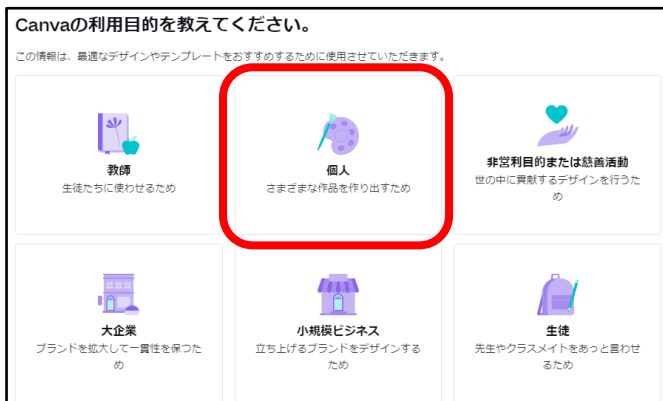 Canvaの利用目的を教えてください。
この情報は、最適なデザインやテンプレートをおすすめするために使用させていただきます。
教師
生徒たちに使わせるため
個人
さまざまな作品を作り出すため
非営利目的または慈善活動
世の中に貢献するデザインを行うた
め
大企業
ブランドを拡大して一貫性を保つた
め
小規模ビジネス
立ち上げるブランドをデザインする
ため
生徒
先生やクラスメイトをあっと言わせ
るため